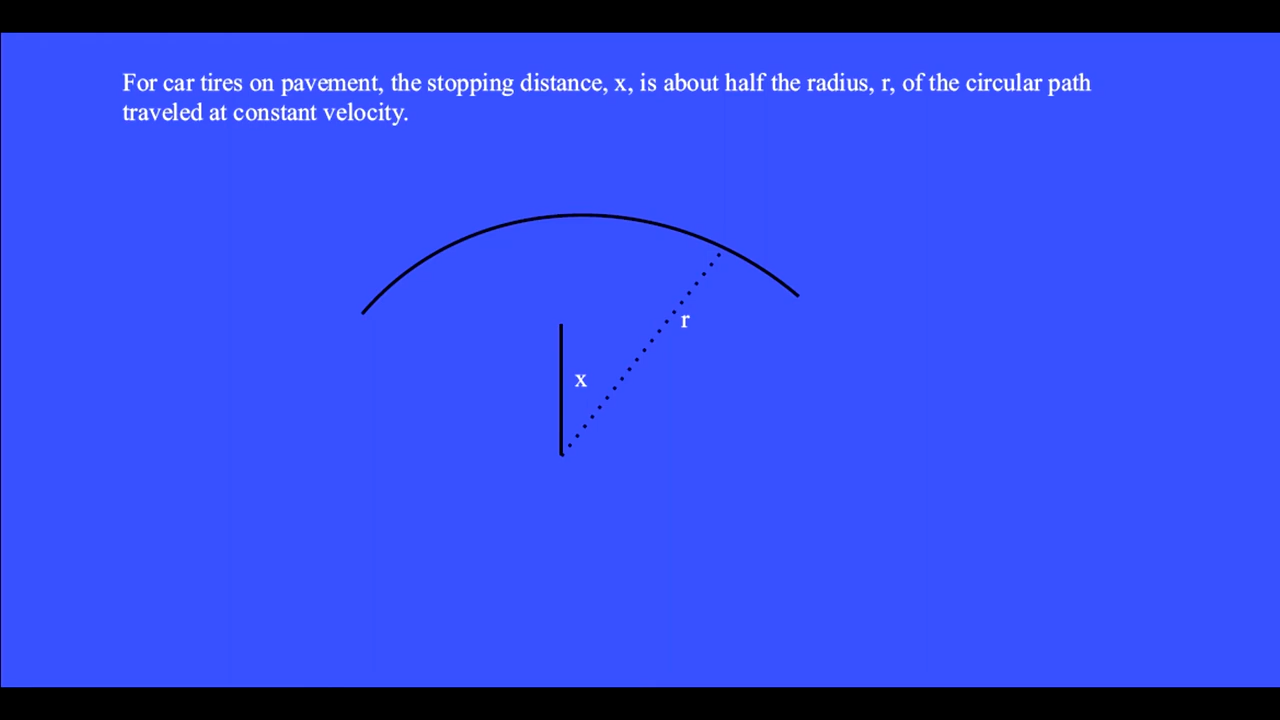 For car tires on pavement, the stopping distance, x, is about half the radius, r, of the circular path
traveled at constant velocity.
r
x